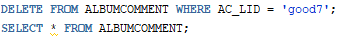 DELETE FROM ALBUMCOMMENT WHERE AC_LID = 'good7';
SELECT * FROM ALBUMCOMMENT;